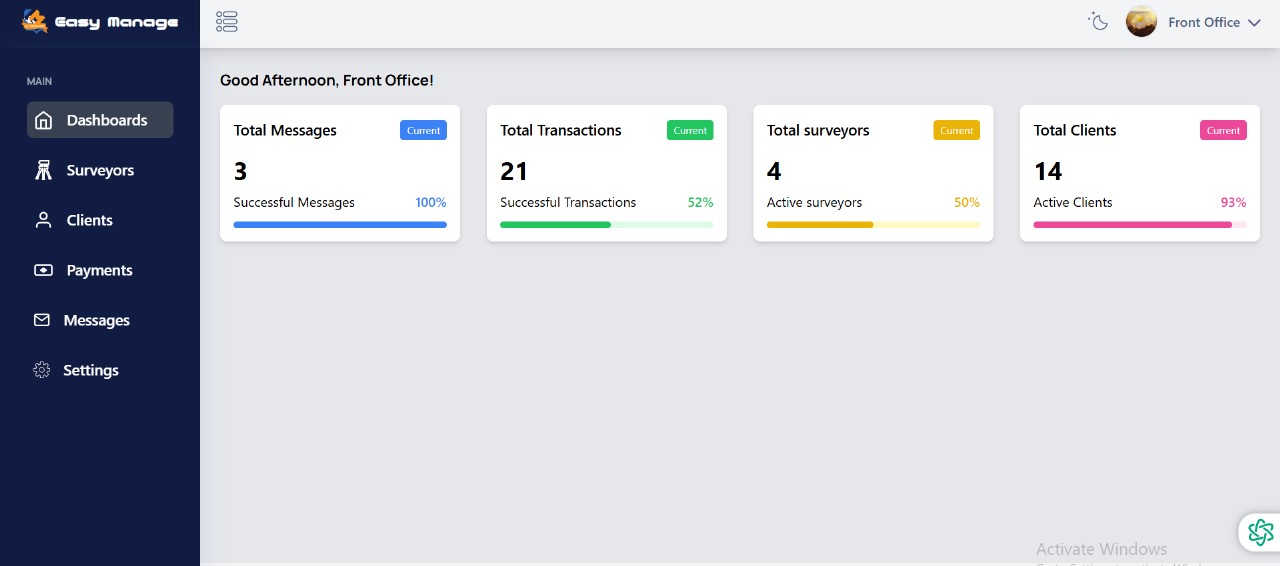 Easy Manage
Front Office
MAIN
Dashboards
Surveyors
Clients
Payments
Messages
Settings
Good Afternoon, Front Office!
Total Messages Current
3
Successful Messages 100%
Total Transactions Current
21
Successful Transactions 52%
Total surveyors Current
4
Active surveyors 50%
Total Clients Current
14
Active Clients 93%
Activate Windows